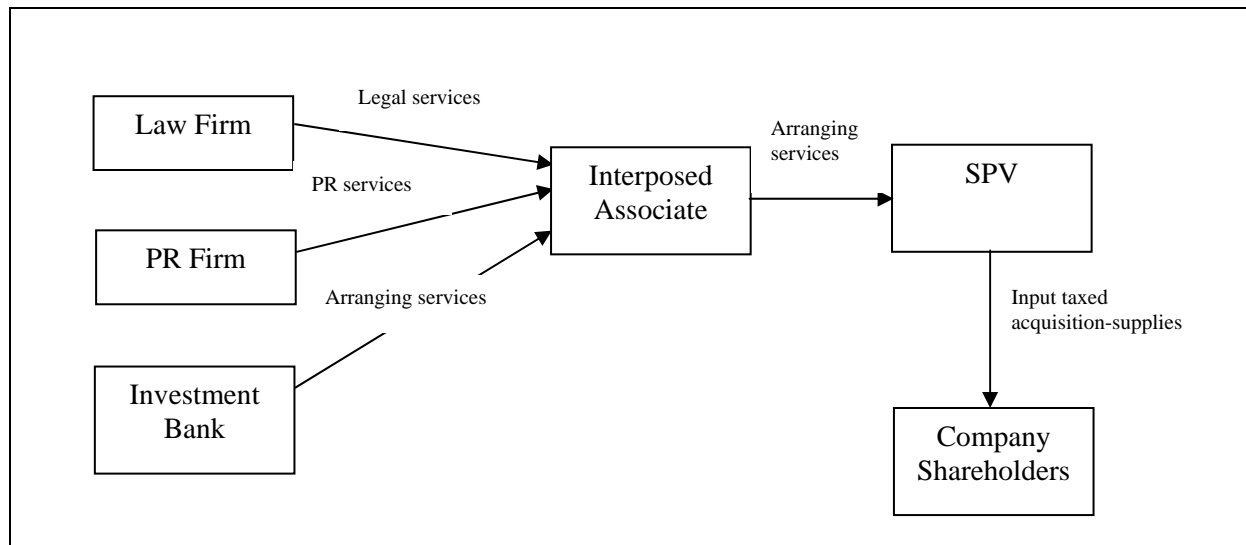 Legal services
Law Firm
PR services
PR Firm
Arranging services
Investment
Bank
Interposed
Associate
Arranging
services
SPV
Input taxed
acquisition-supplies
Company
Shareholders